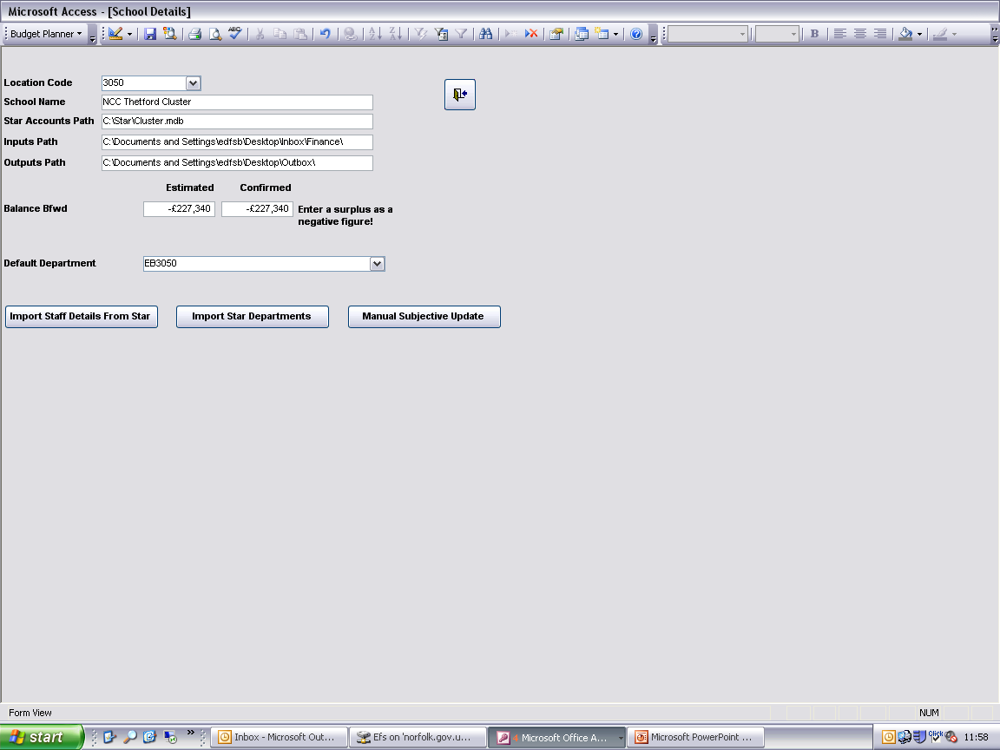 Microsoft Access - [School Details]
Budget Planner
ABC
A Z
Z A
B
Location Code 3050
School Name NCC Thetford Cluster
Star Accounts Path C:\Star\Cluster.mdb
Inputs Path C:\Documents and Settings\edfsb\Desktop\Inbox\Finance\
Outputs Path C:\Documents and Settings\edfsb\Desktop\Outbox\
Estimated Confirmed
Balance Bfwd -£227,340 -£227,340 Enter a surplus as a
negative figure!
Default Department EB3050
Import Staff Details From Star Import Star Departments Manual Subjective Update
Form View NUM
start » Inbox - Microsoft Out... Efs on 'norfolk.gov.u... Microsoft Office A... Microsoft PowerPoint ... Click 11:58